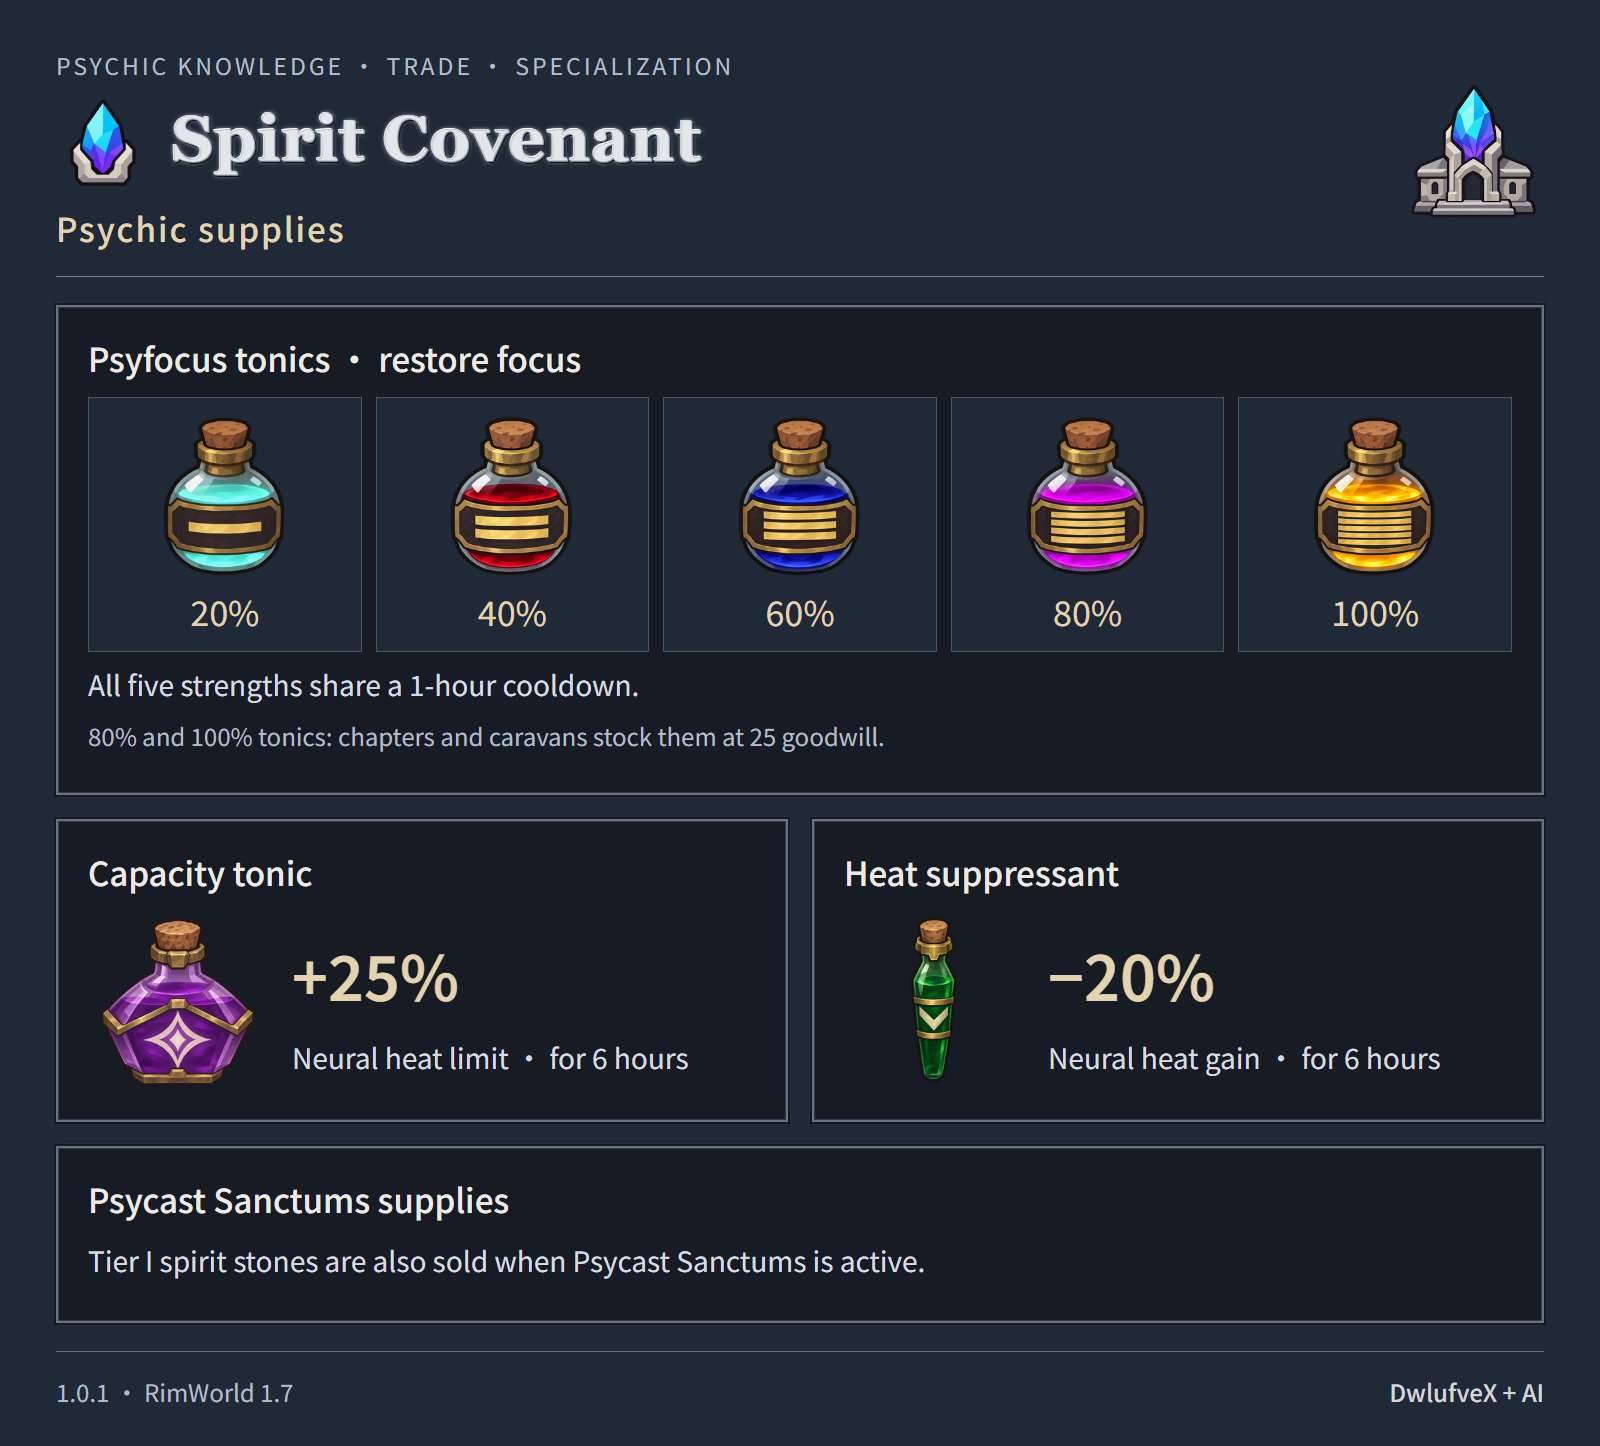 PSYCHIC KNOWLEDGE • TRADE • SPECIALIZATION
Spirit Covenant
Psychic supplies
Psyfocus tonics • restore focus
20%
40%
60%
80%
100%
All five strengths share a 1-hour cooldown.
80% and 100% tonics: chapters and caravans stock them at 25 goodwill.
Capacity tonic
+25%
Neural heat limit • for 6 hours
Heat suppressant
−20%
Neural heat gain • for 6 hours
Psycast Sanctums supplies
Tier I spirit stones are also sold when Psycast Sanctums is active.
1.0.1 • RimWorld 1.7
DwlufveX + AI